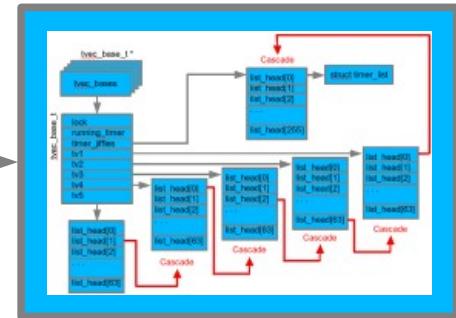 tvec_base_t *
Cascade
tvec_bases
list_head[0]
list_head[1]
list_head[2]
. . .
list_head[255]
struct timer_list
tvec_base_t
lock
running_timer
timer_jiffies
tv1
tv2
tv3
tv4
tv5
list_head[0]
list_head[1]
list_head[2]
. . .
list_head[63]
list_head[0]
list_head[1]
list_head[2]
. . .
list_head[63]
list_head[0]
list_head[1]
list_head[2]
. . .
list_head[63]
list_head[0]
list_head[1]
list_head[2]
. . .
list_head[63]
list_head[0]
list_head[1]
list_head[2]
. . .
list_head[63]
Cascade
Cascade
Cascade
Cascade